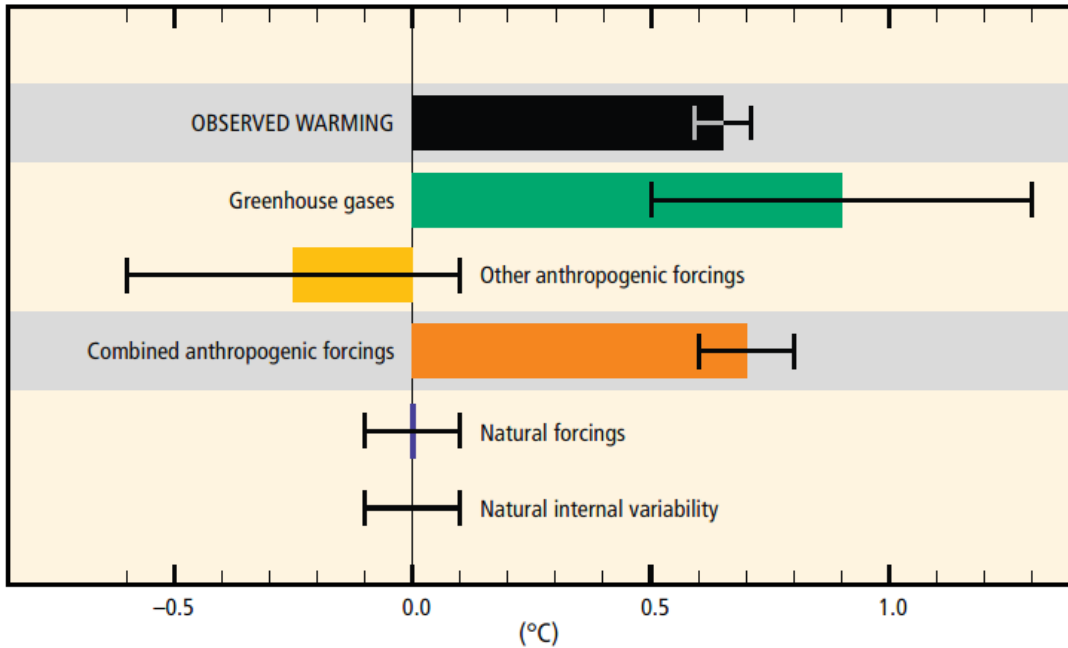 OBSERVED WARMING
Greenhouse gases
Other anthropogenic forcings
Combined anthropogenic forcings
Natural forcings
Natural internal variability
–0.5 0.0 0.5 1.0
(°C)